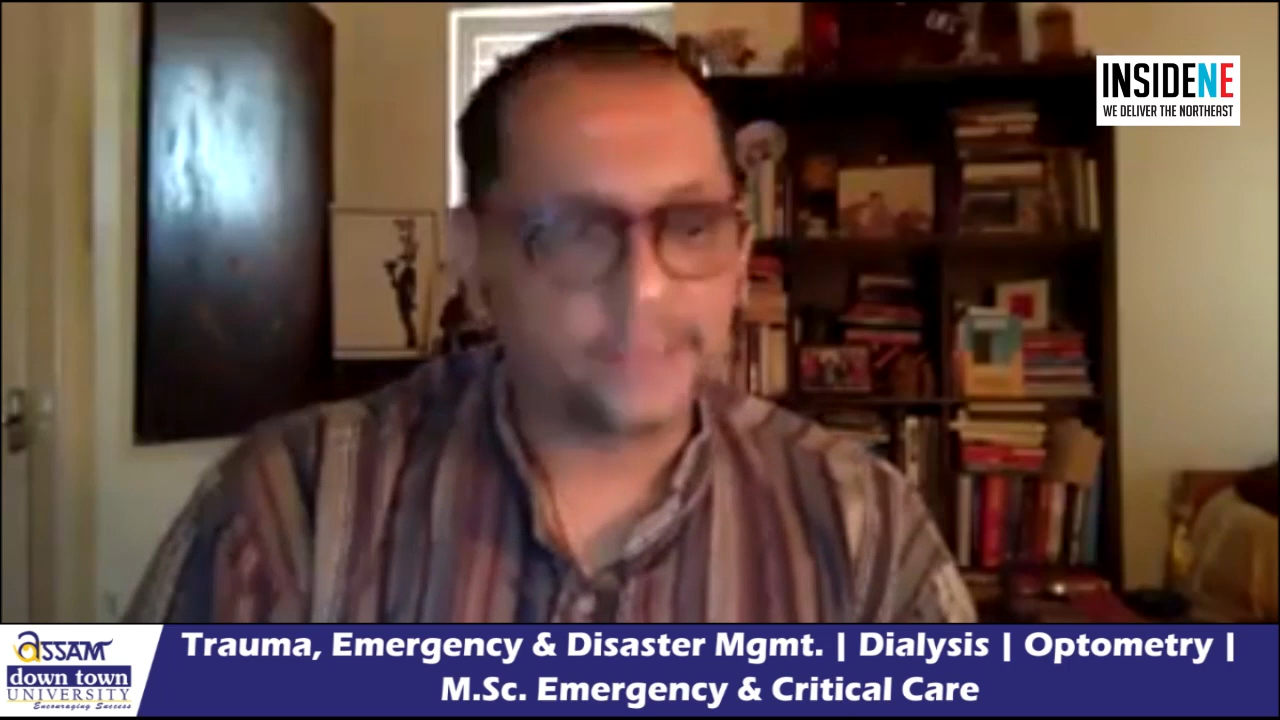 INSIDENE
WE DELIVER THE NORTHEAST
Trauma, Emergency & Disaster Mgmt. | Dialysis | Optometry |
M.Sc. Emergency & Critical Care
assam
down town
UNIVERSITY
Encouraging Success